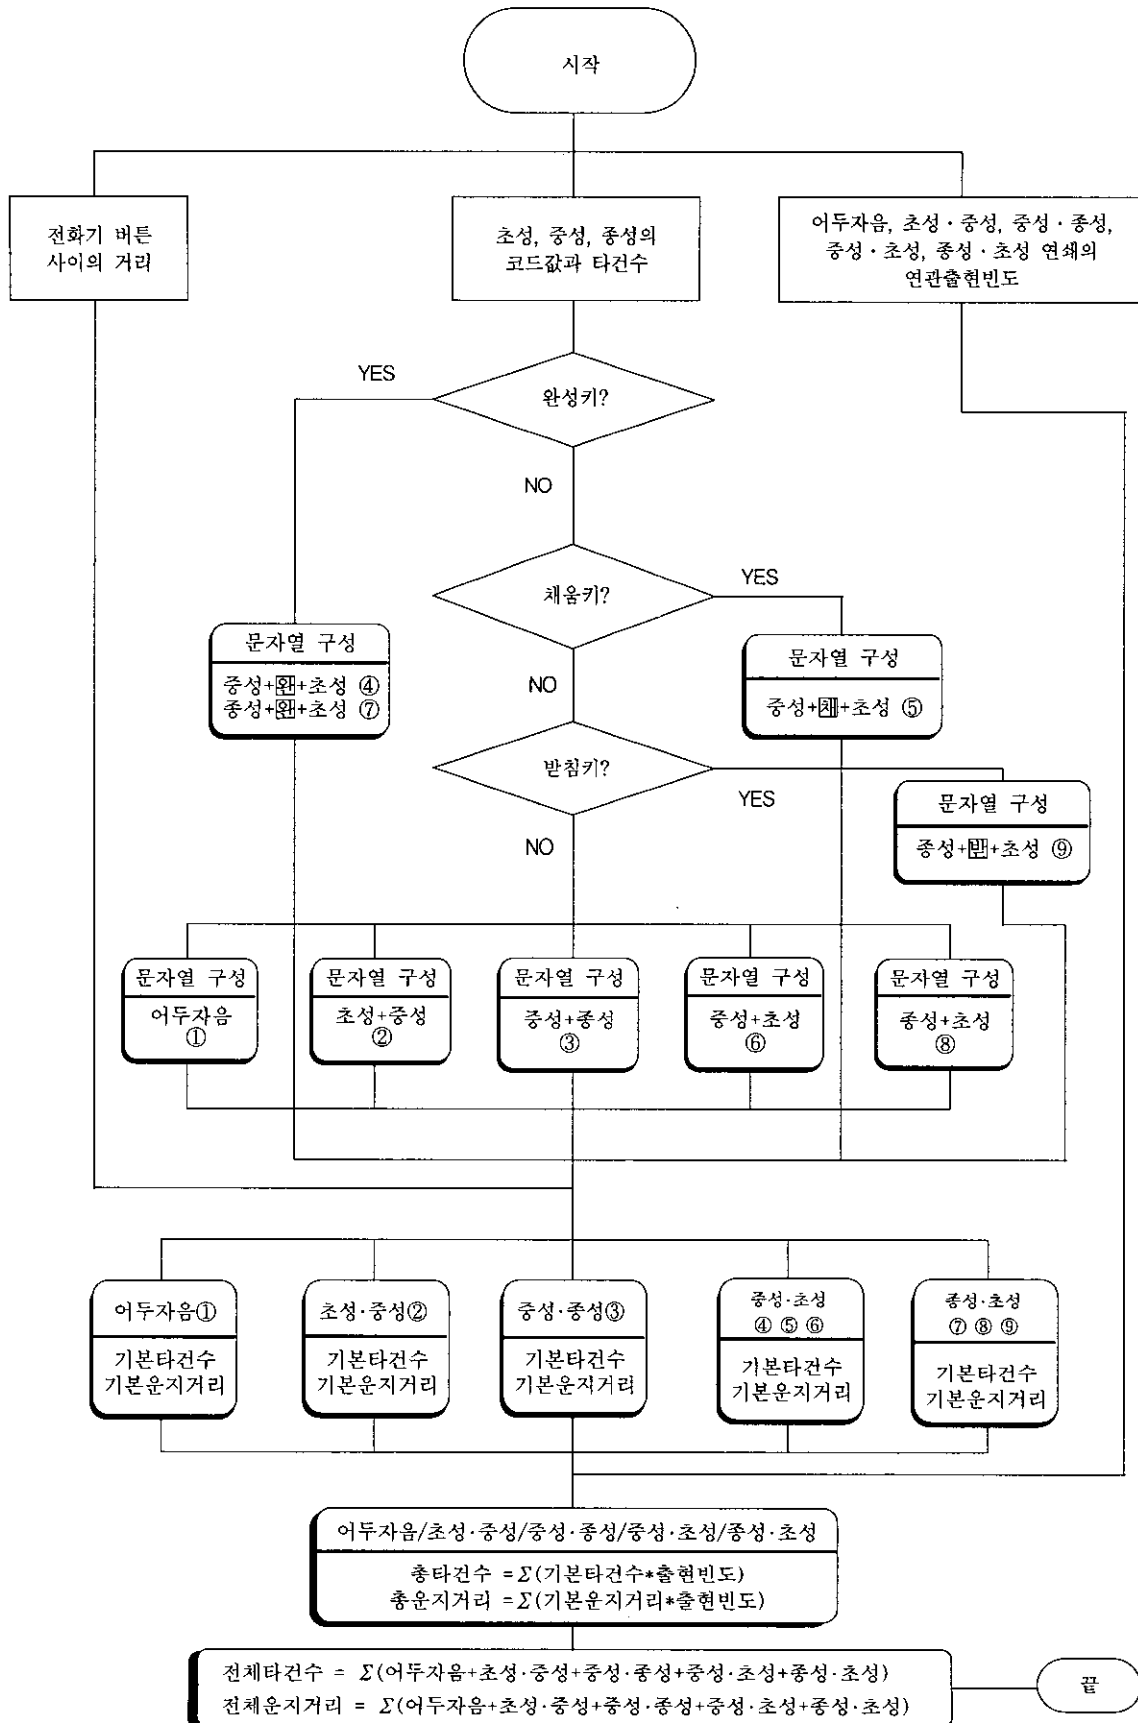 시작
전화기 버튼
사이의 거리
초성, 중성, 종성의
코드값과 타건수
어두자음, 초성·중성, 중성·종성,
중성·초성, 종성·초성 연쇄의
연관출현빈도
YES
완성키?
NO
채움키?
YES
문자열 구성
중성+완+초성 ④
종성+완+초성 ⑦
문자열 구성
중성+채+초성 ⑤
NO
받침키?
YES
문자열 구성
종성+받+초성 ⑨
NO
문자열 구성
어두자음
①
문자열 구성
초성+중성
②
문자열 구성
중성+종성
③
문자열 구성
중성+초성
⑥
문자열 구성
종성+초성
⑧
어두자음①
기본타건수
기본운지거리
초성·중성②
기본타건수
기본운지거리
중성·종성③
기본타건수
기본운지거리
중성·초성
④ ⑤ ⑥
기본타건수
기본운지거리
종성·초성
⑦ ⑧ ⑨
기본타건수
기본운지거리
어두자음/초성·중성/중성·종성/중성·초성/종성·초성
총타건수 =Σ(기본타건수*출현빈도)
총운지거리 =Σ(기본운지거리*출현빈도)
전체타건수 = Σ(어두자음+초성·중성+중성·종성+중성·초성+종성·초성)
전체운지거리 = Σ(어두자음+초성·중성+중성·종성+중성·초성+종성·초성)
끝